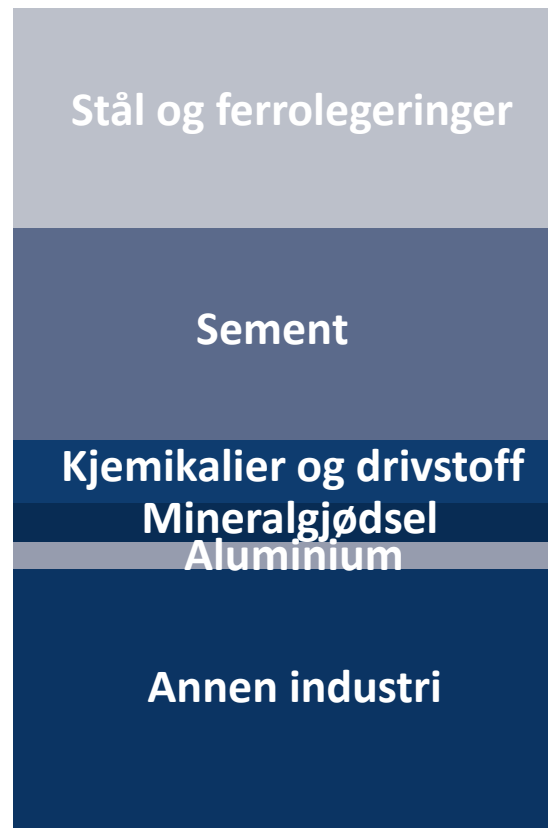 Stål og ferrolegeringer
Sement
Kjemikalier og drivstoff
Mineralgjødsel
Aluminium
Annen industri